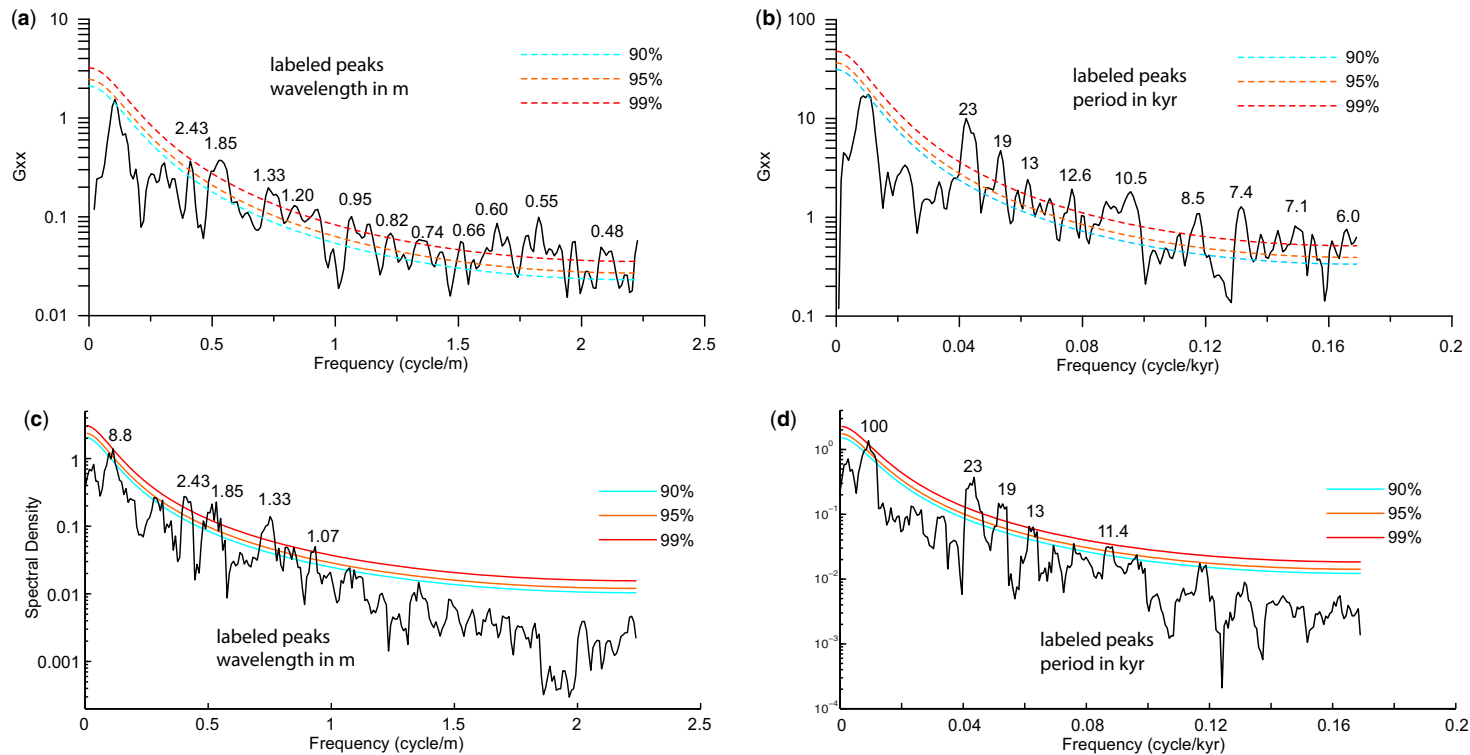 (a)
10
1
0.1
0.01
Gxx
labeled peaks
wavelength in m
90%
95%
99%
2.43
1.85
1.33
1.20
0.95
0.82
0.74
0.66
0.60
0.55
0.48
0 0.5 1 1.5 2 2.5
Frequency (cycle/m)
(b)
100
10
1
0.1
Gxx
labeled peaks
period in kyr
90%
95%
99%
23
19
13
12.6
10.5
8.5
7.4
7.1
6.0
0 0.04 0.08 0.12 0.16 0.2
Frequency (cycle/kyr)
(c)
1
0.1
0.01
0.001
Spectral Density
8.8
2.43
1.85
1.33
1.07
90%
95%
99%
labeled peaks
wavelength in m
0 0.5 1 1.5 2 2.5
Frequency (cycle/m)
(d)
10⁰
10⁻¹
10⁻²
10⁻³
10⁻⁴
100
23
19
13
11.4
90%
95%
99%
labeled peaks
period in kyr
0 0.04 0.08 0.12 0.16 0.2
Frequency (cycle/kyr)